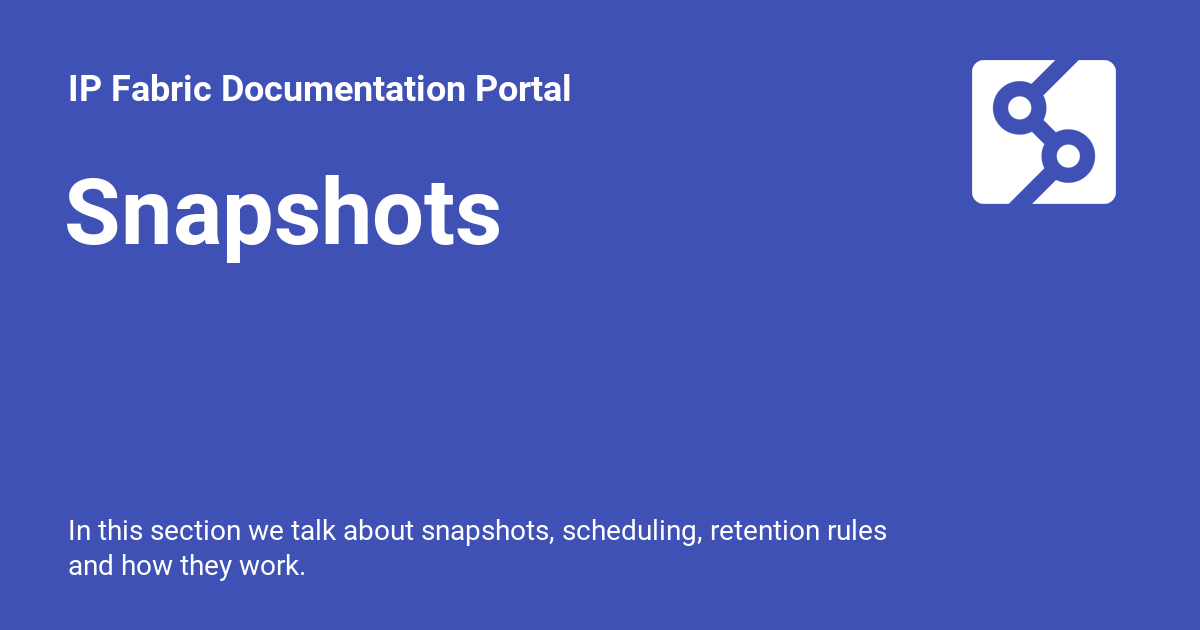 IP Fabric Documentation Portal
Snapshots
In this section we talk about snapshots, scheduling, retention rules
and how they work.